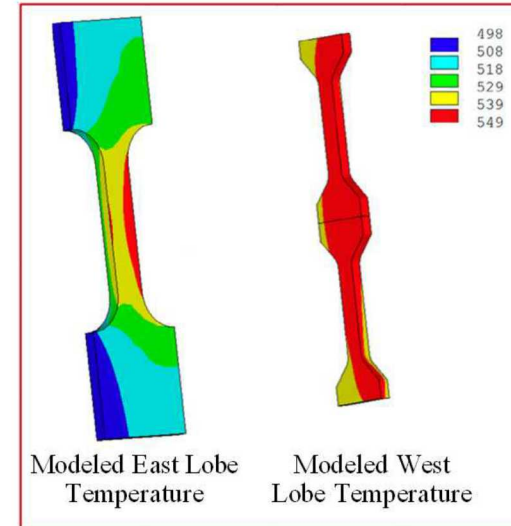 498
508
518
529
539
549
Modeled East Lobe
Temperature
Modeled West
Lobe Temperature